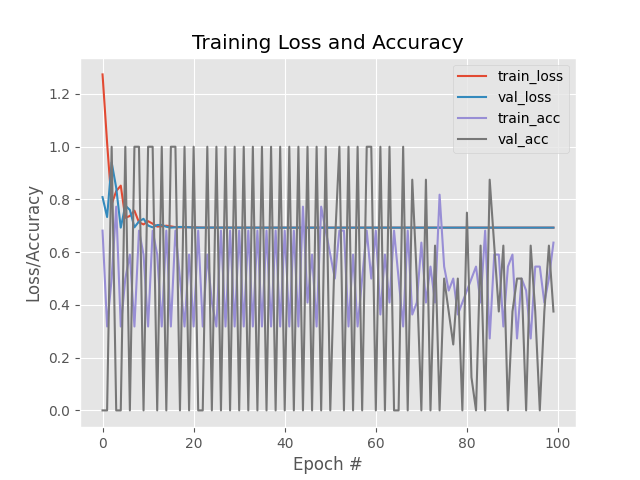 Training Loss and Accuracy
train_loss
val_loss
train_acc
val_acc
1.2
1.0
0.8
0.6
0.4
0.2
0.0
Loss/Accuracy
0 20 40 60 80 100
Epoch #